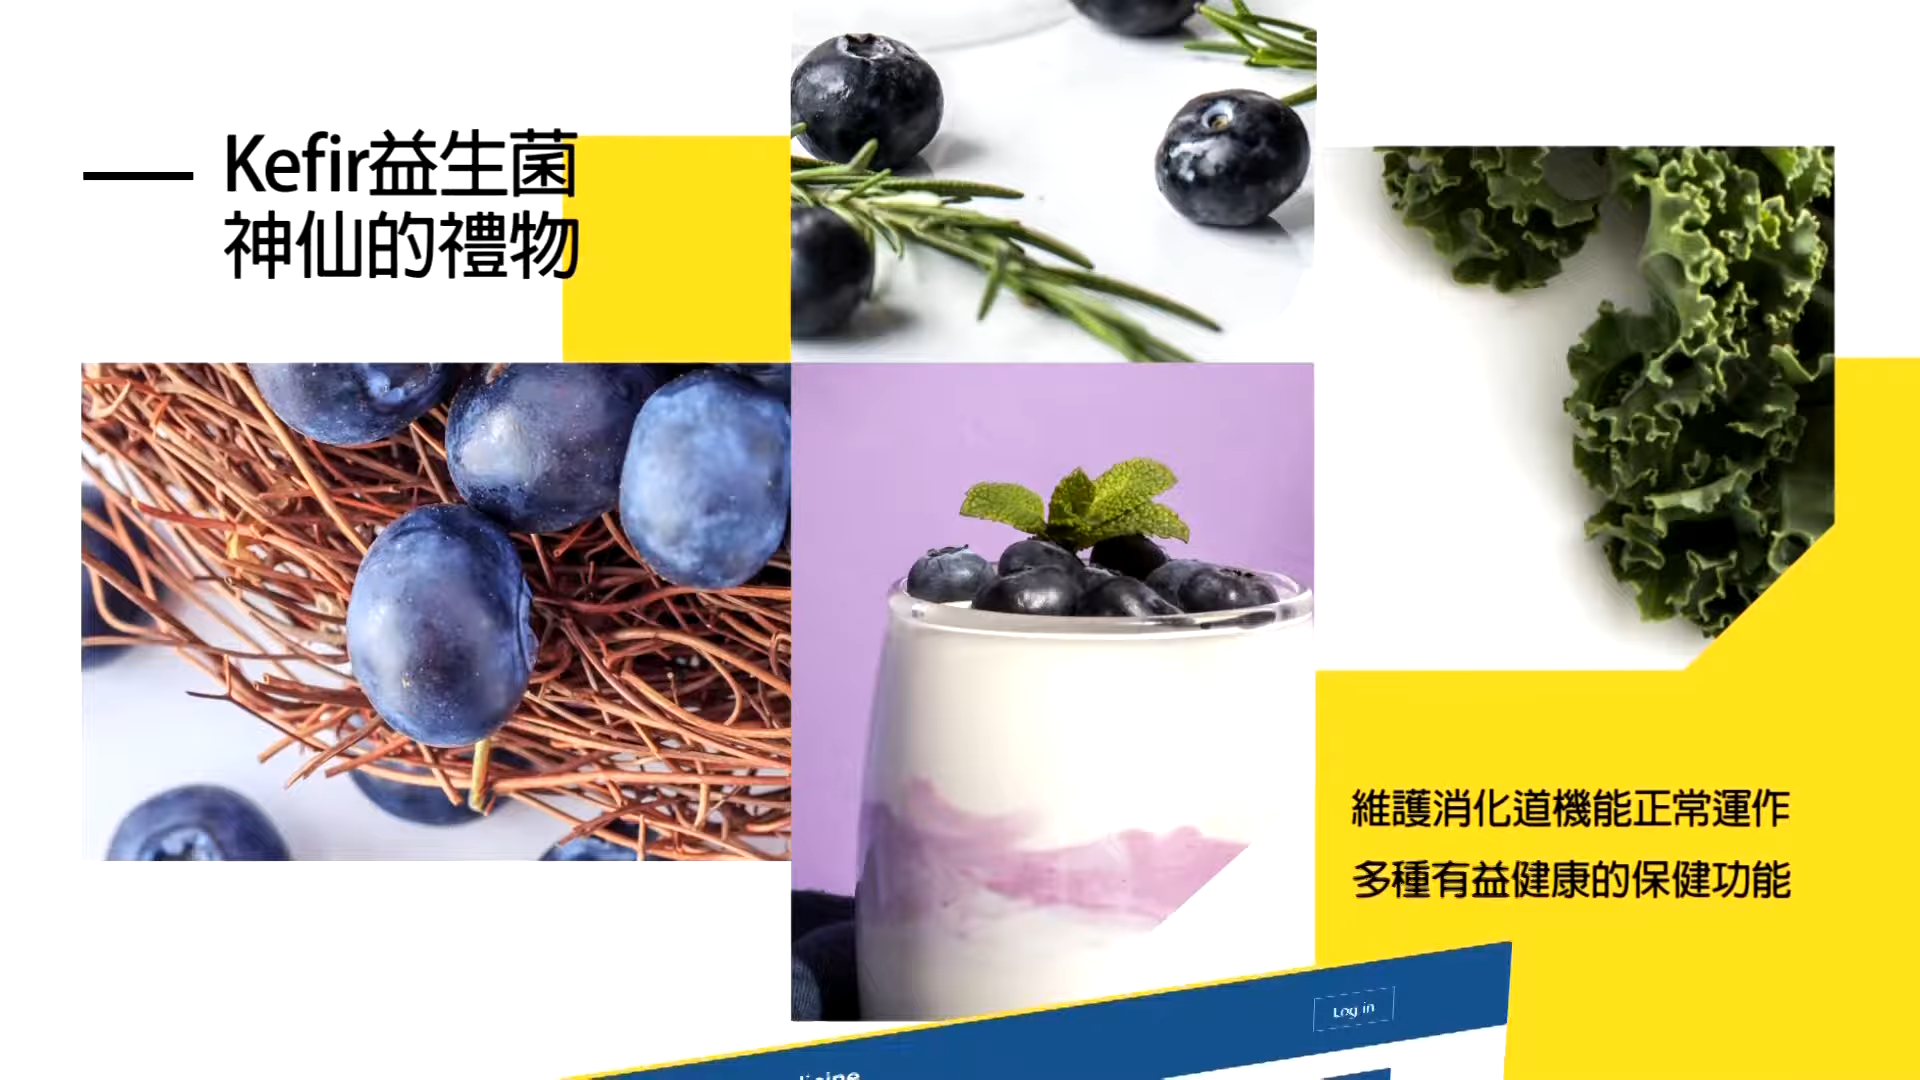 Kefir益生菌
神仙的禮物
維護消化道機能正常運作
多種有益健康的保健功能
Log in